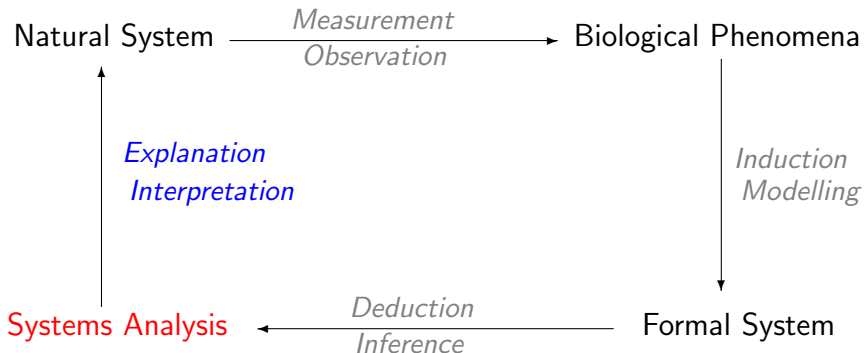 Natural System
Measurement
Observation
Biological Phenomena
Explanation
Interpretation
Induction
Modelling
Systems Analysis
Deduction
Inference
Formal System